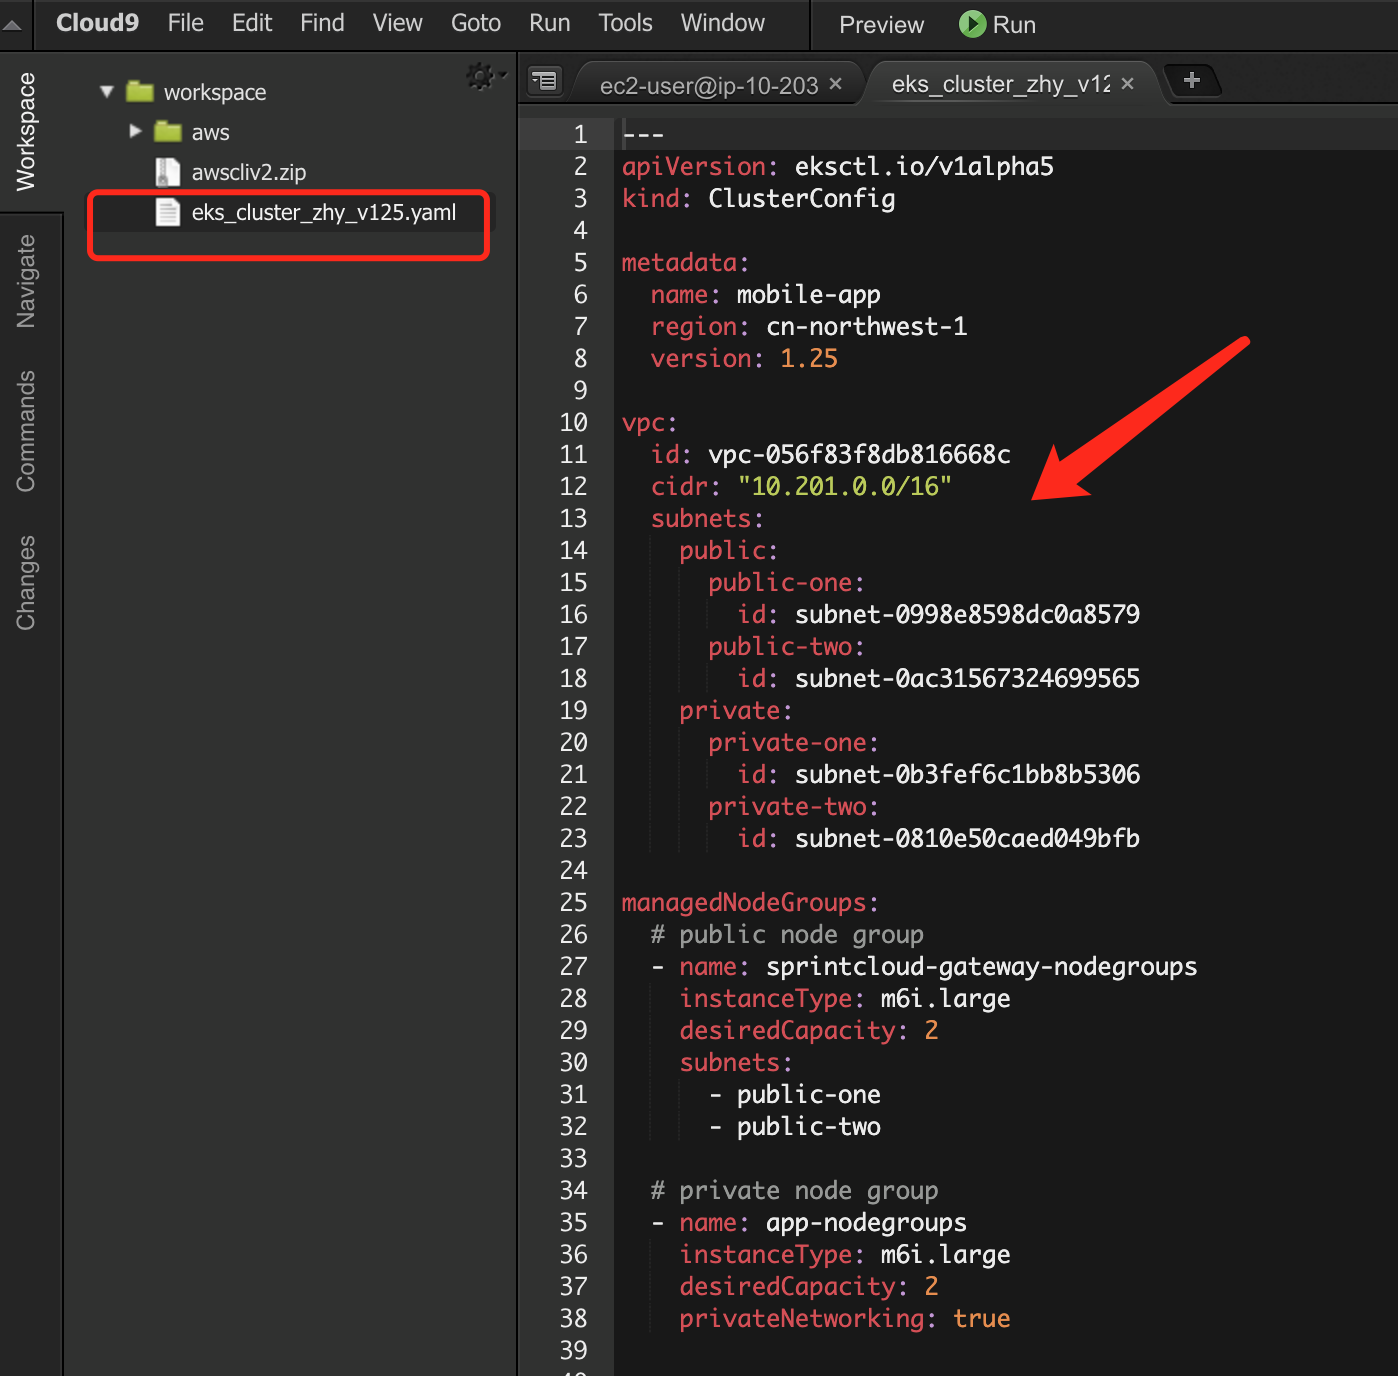 Cloud9 File Edit Find View Goto Run Tools Window Preview Run
Workspace
Navigate
Commands
Changes
workspace
aws
awscliv2.zip
eks_cluster_zhy_v125.yaml
ec2-user@ip-10-203 × eks_cluster_zhy_v12 × +
1 ---
2 apiVersion: eksctl.io/v1alpha5
3 kind: ClusterConfig
4
5 metadata:
6   name: mobile-app
7   region: cn-northwest-1
8   version: 1.25
9
10 vpc:
11   id: vpc-056f83f8db816668c
12   cidr: "10.201.0.0/16"
13   subnets:
14     public:
15       public-one:
16         id: subnet-0998e8598dc0a8579
17       public-two:
18         id: subnet-0ac31567324699565
19     private:
20       private-one:
21         id: subnet-0b3fef6c1bb8b5306
22       private-two:
23         id: subnet-0810e50caed049bfb
24
25 managedNodeGroups:
26   # public node group
27   - name: sprintcloud-gateway-nodegroups
28     instanceType: m6i.large
29     desiredCapacity: 2
30     subnets:
31       - public-one
32       - public-two
33
34   # private node group
35   - name: app-nodegroups
36     instanceType: m6i.large
37     desiredCapacity: 2
38     privateNetworking: true
39